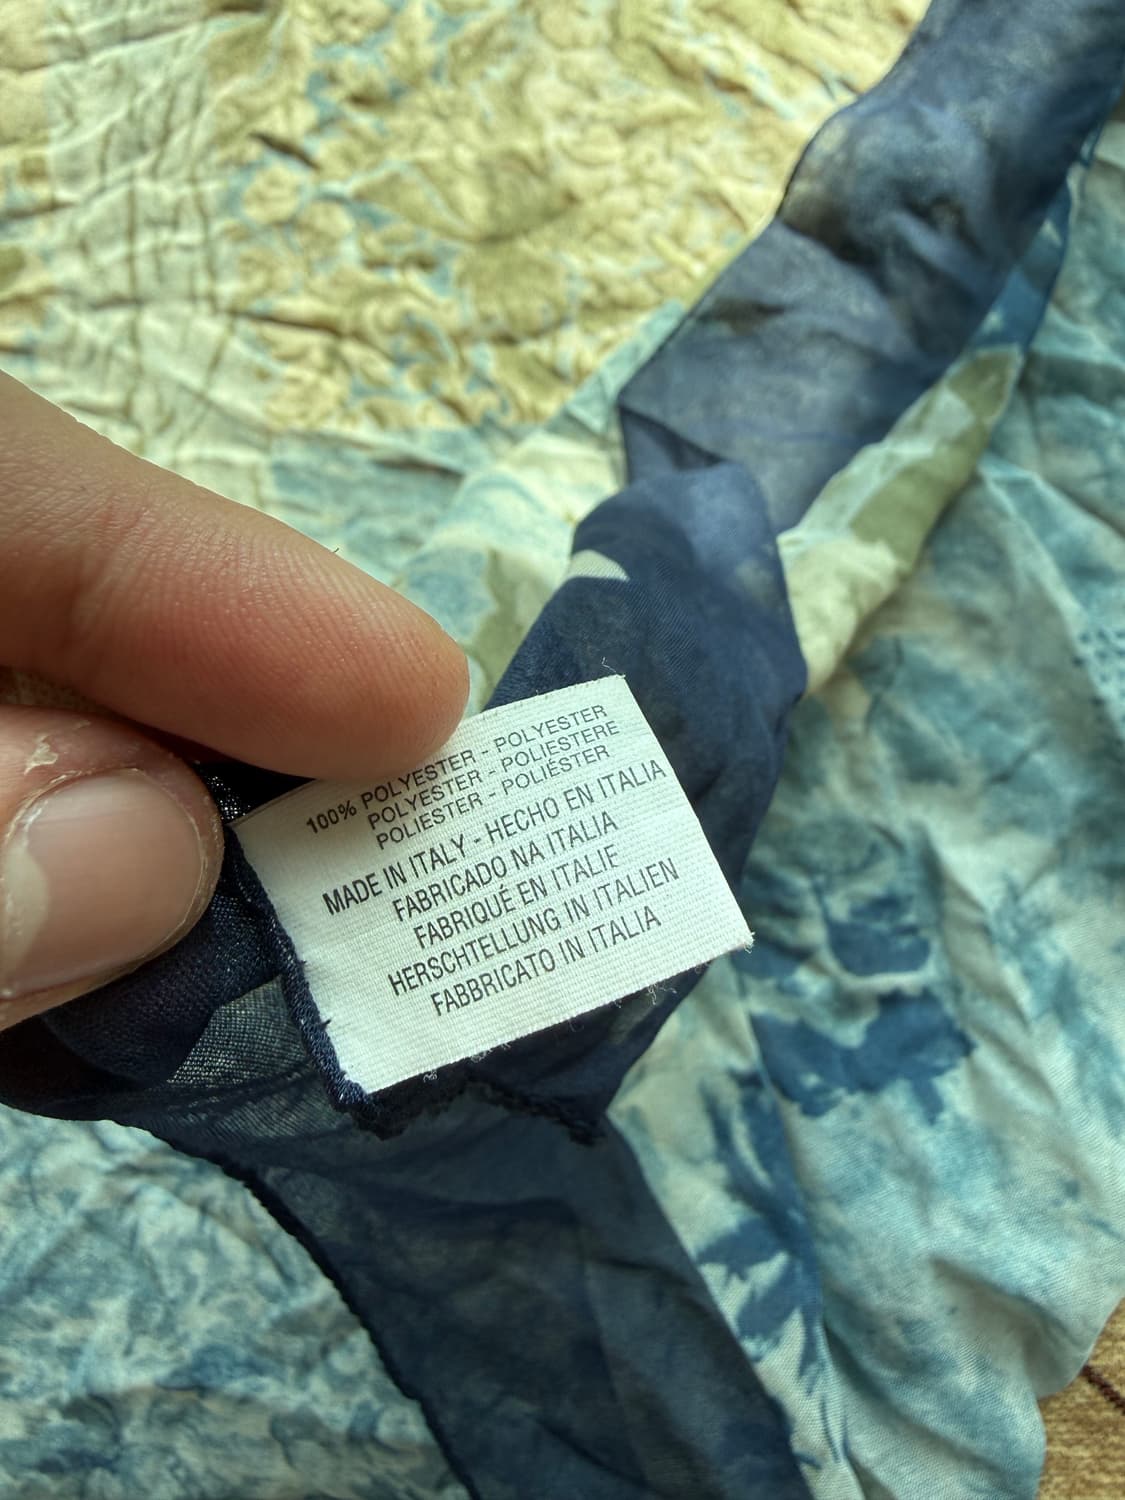 100% POLYESTER - POLYESTER
POLYESTER - POLIESTERE
POLIESTER - POLIÉSTER
MADE IN ITALY - HECHO EN ITALIA
FABRICADO NA ITALIA
FABRIQUÉ EN ITALIE
HERSCHTELLUNG IN ITALIEN
FABBRICATO IN ITALIA